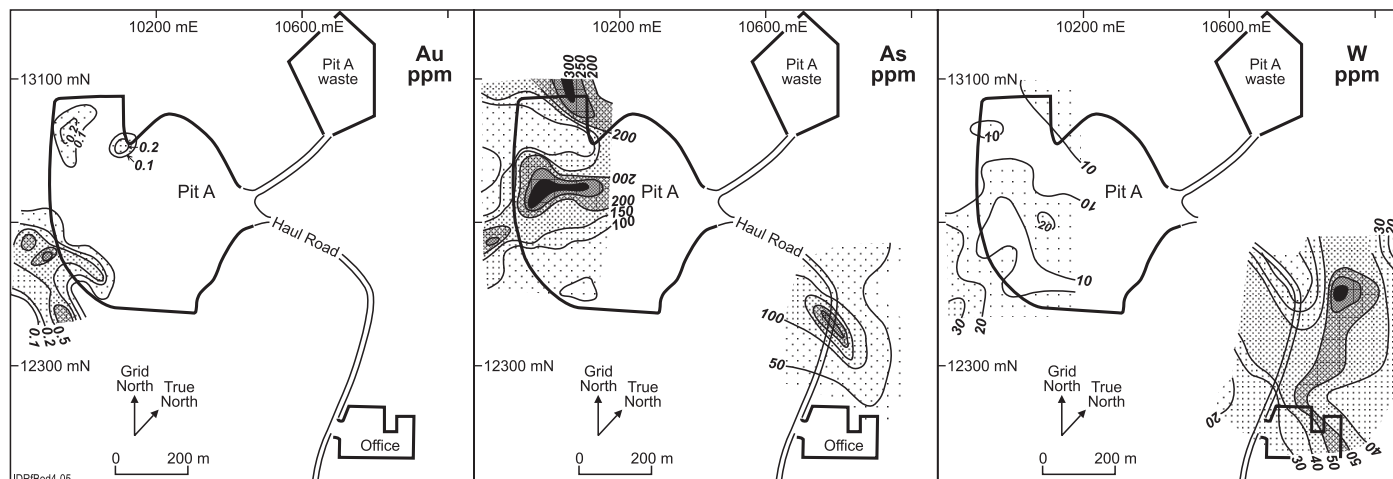 10200 mE
10600 mE
Au
ppm
Pit A
waste
13100 mN
0.2
0.1
0.2
0.1
Pit A
Haul Road
0.1
0.2
0.5
12300 mN
Grid
North
True
North
Office
0
200 m
10200 mE
10600 mE
As
ppm
Pit A
waste
300
250
200
200
200
Pit A
200
150
100
Haul Road
100
50
Grid
North
True
North
Office
0
200 m
10200 mE
10600 mE
W
ppm
Pit A
waste
13100 mN
10
10
Pit A
10
20
10
30
20
30
20
12300 mN
Grid
North
True
North
20
30
40
50
50
40
0
200 m